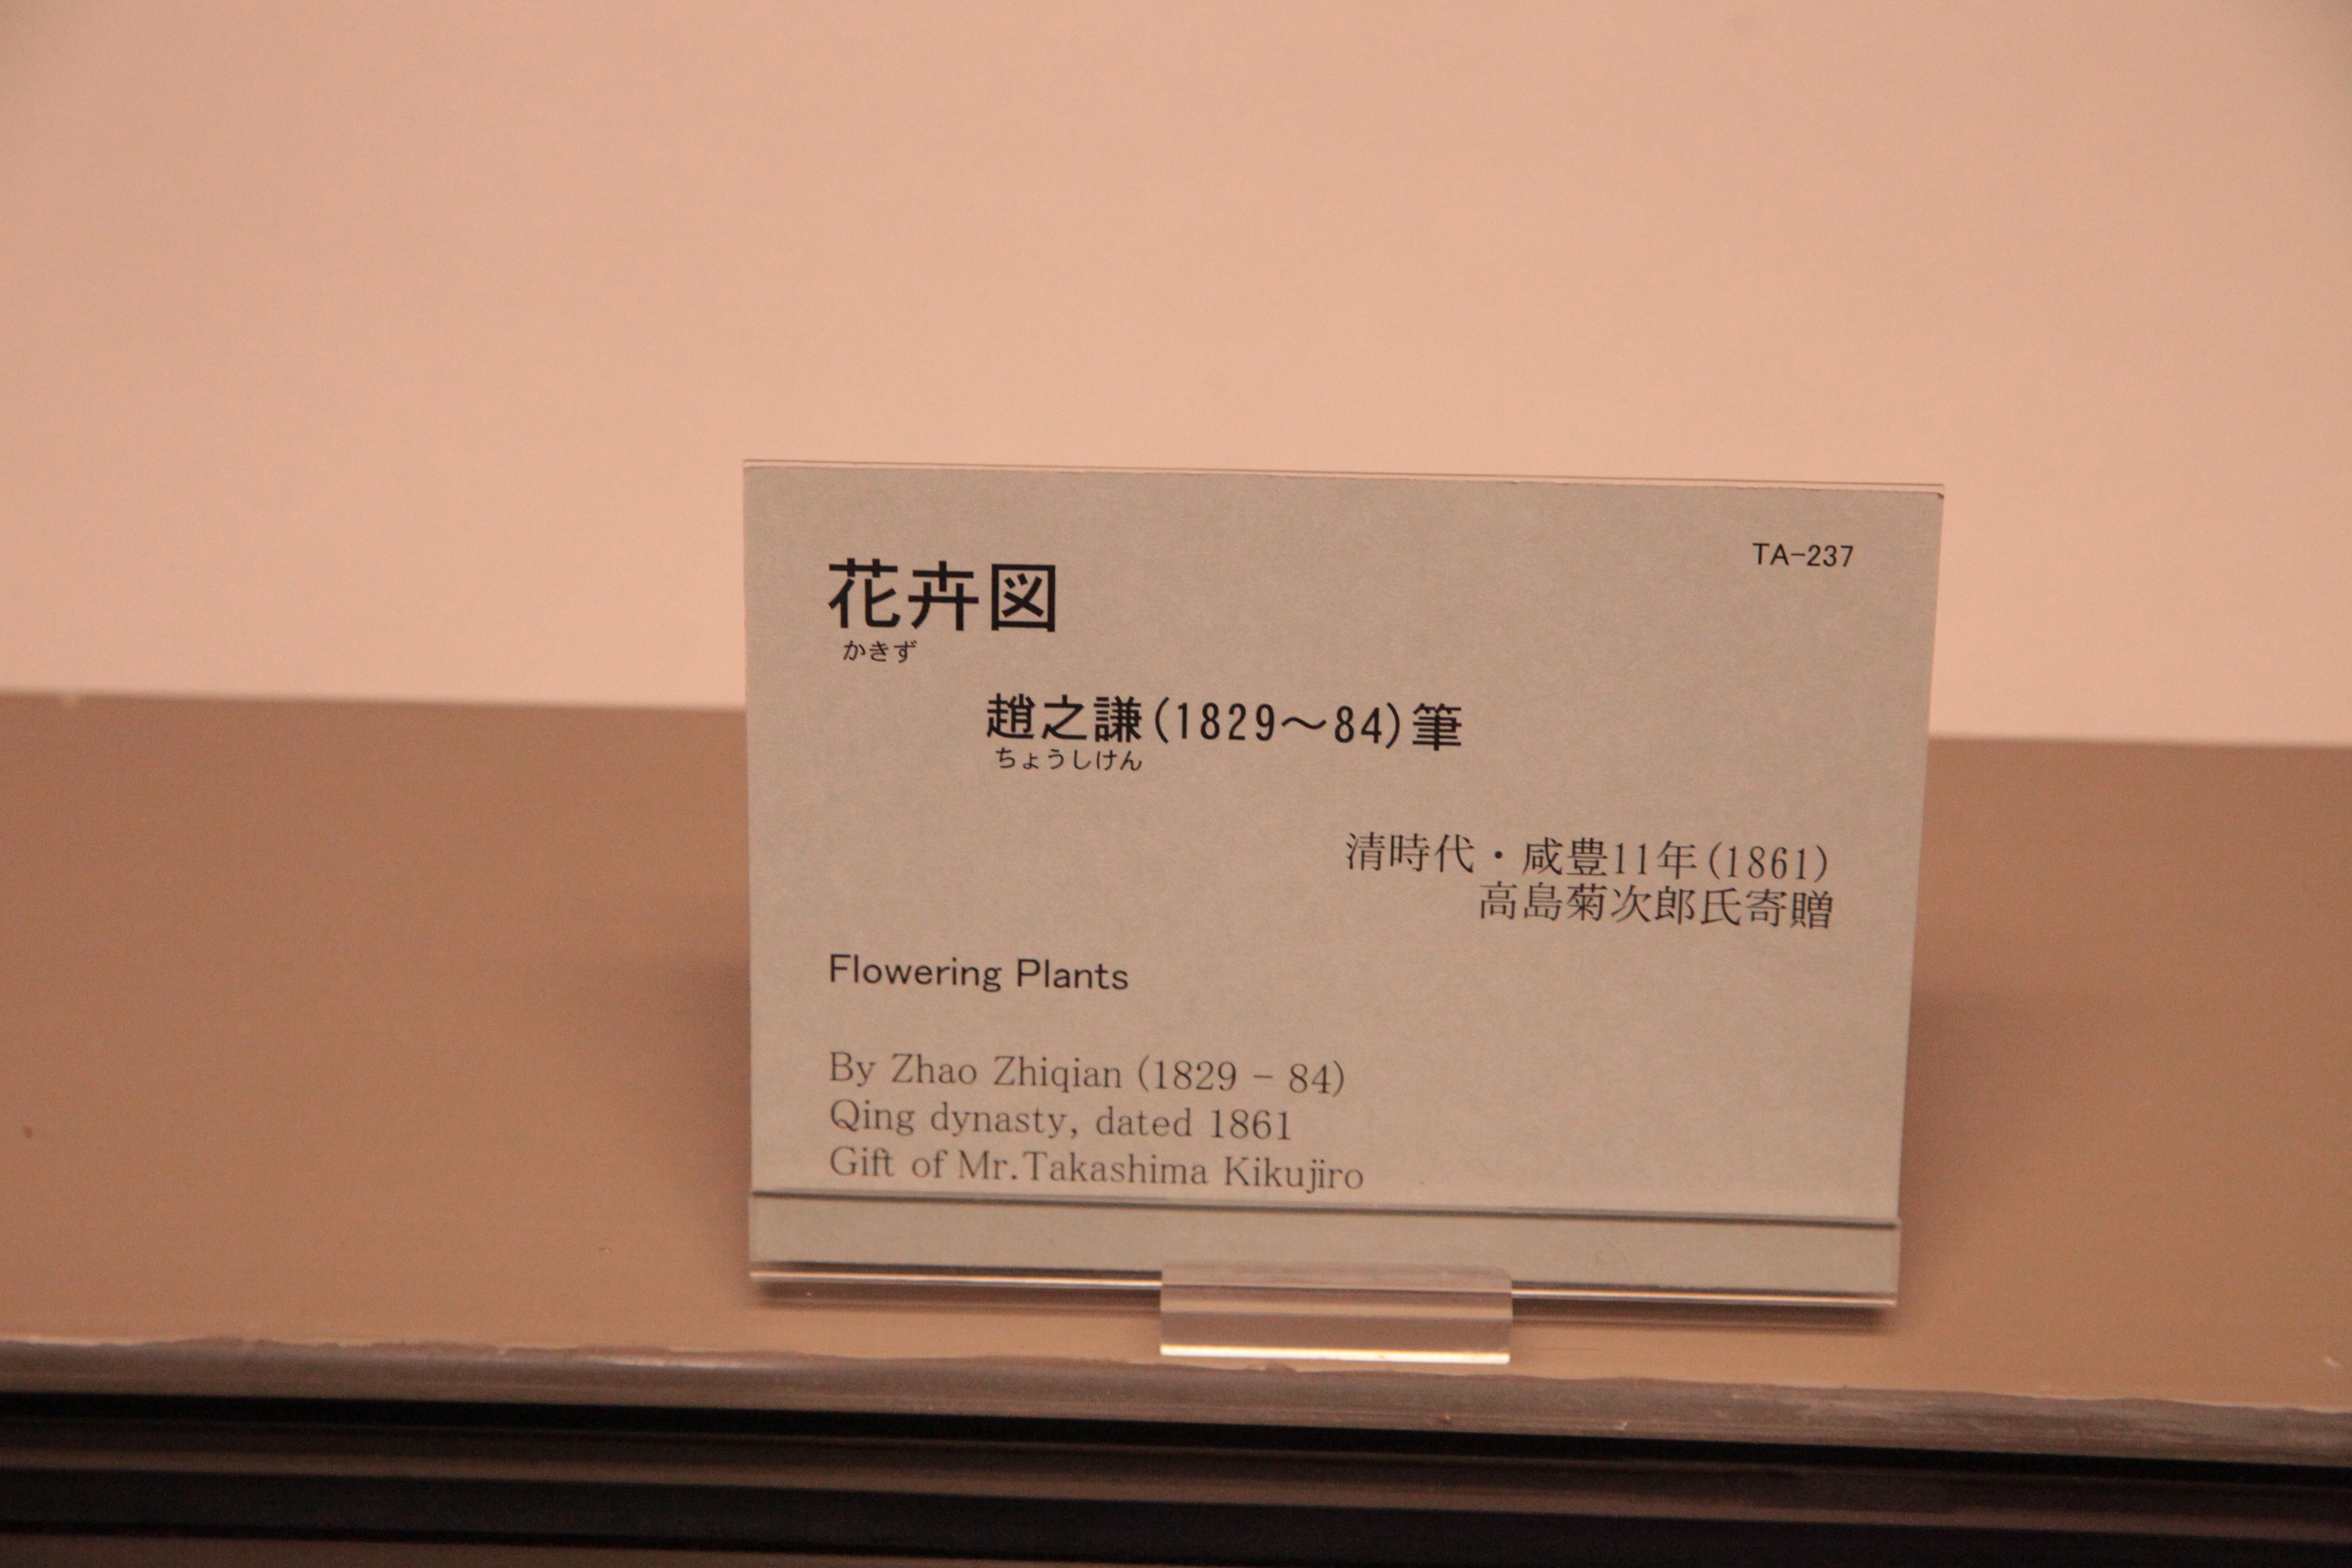 TA-237
花卉図
かきず
趙之謙(1829～84)筆
ちょうしけん
清時代・咸豊11年(1861)
高島菊次郎氏寄贈
Flowering Plants
By Zhao Zhiqian (1829 − 84)
Qing dynasty, dated 1861
Gift of Mr.Takashima Kikujiro